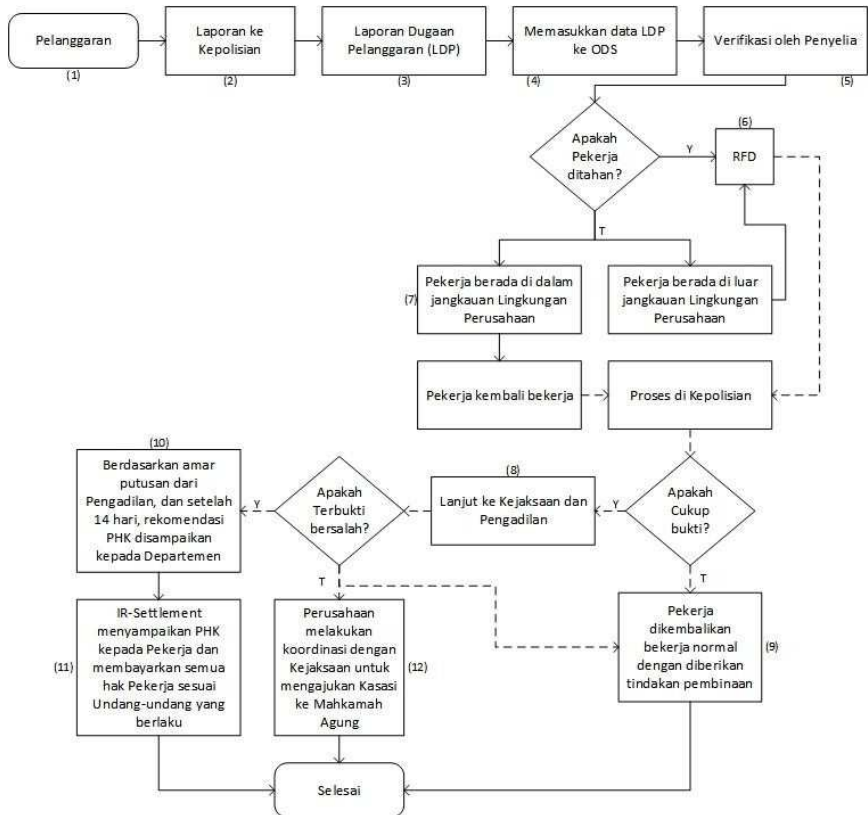 Pelanggaran
(1)
Laporan ke
Kepolisian
(2)
Laporan Dugaan
Pelanggaran (LDP)
(3)
Memasukkan data LDP
ke ODS
(4)
Verifikasi oleh Penyelia
(5)
Apakah
Pekerja
ditahan?
Y
(6)
RFD
T
Pekerja berada di dalam
jangkauan Lingkungan
Perusahaan
(7)
Pekerja berada di luar
jangkauan Lingkungan
Perusahaan
Pekerja kembali bekerja
Proses di Kepolisian
(10)
Berdasarkan amar
putusan dari
Pengadilan, dan setelah
14 hari, rekomendasi
PHK disampaikan
kepada Departemen
Y
Apakah
Terbukti
bersalah?
(8)
Lanjut ke Kejaksaan dan
Pengadilan
Y
Apakah
Cukup
bukti?
T
T
IR-Settlement
menyampaikan PHK
kepada Pekerja dan
membayarkan semua
hak Pekerja sesuai
Undang-undang yang
berlaku
(11)
Perusahaan
melakukan koordinasi dengan
Kejaksaan untuk
mengajukan Kasasi
ke Mahkamah
Agung
(12)
Pekerja
dikembalikan
bekerja normal
dengan diberikan
tindakan pembinaan
(9)
Selesai